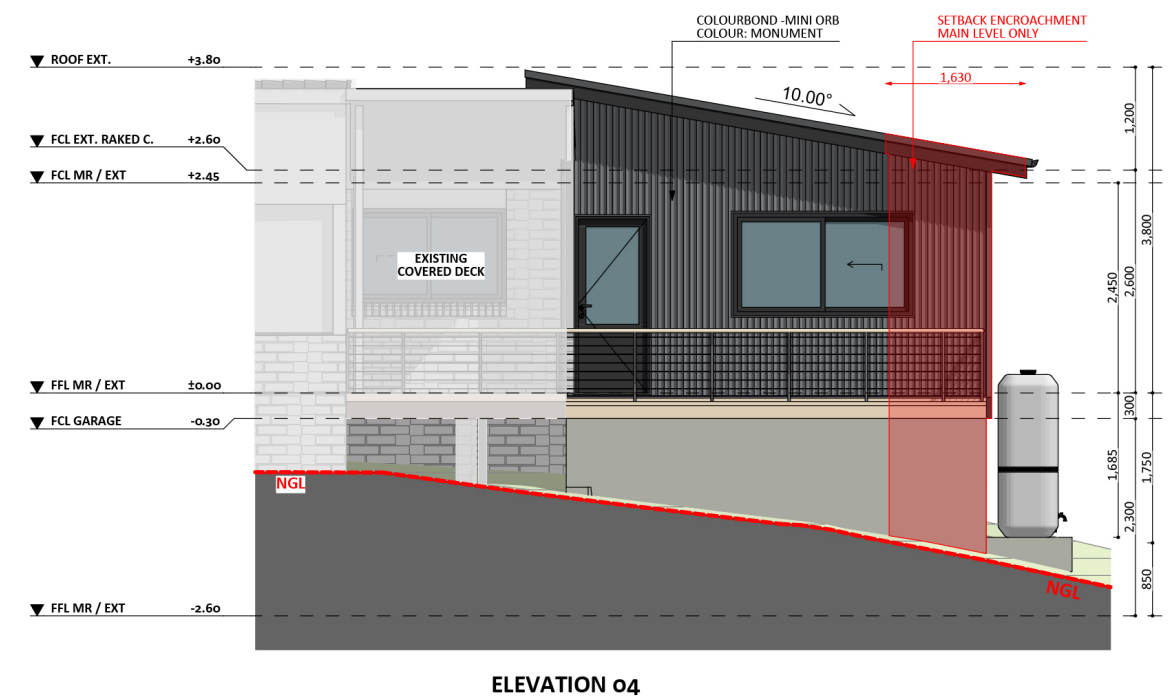 COLOURBOND -MINI ORB
COLOUR: MONUMENT
SETBACK ENCROACHMENT
MAIN LEVEL ONLY
ROOF EXT. +3.80
1,630
10.00°
1,200
FCL EXT. RAKED C. +2.60
FCL MR / EXT +2.45
3,800
EXISTING
COVERED DECK
2,450
2,600
FFL MR / EXT ±0.00
300
FCL GARAGE -0.30
1,685
1,750
NGL
2,300
850
NGL
FFL MR / EXT -2.60
ELEVATION 04